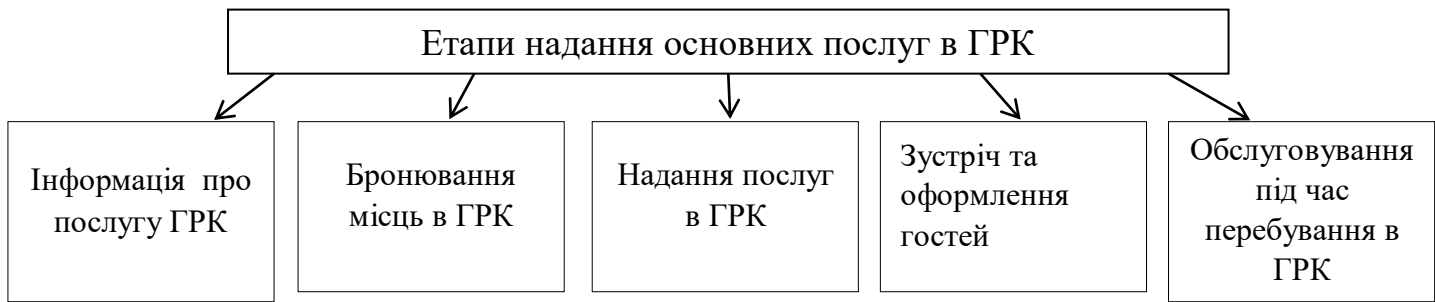 Етапи надання основних послуг в ГРК
Інформація про
послугу ГРК
Бронювання
місць в ГРК
Надання послуг
в ГРК
Зустріч та
оформлення
гостей
Обслуговування
під час
перебування в
ГРК